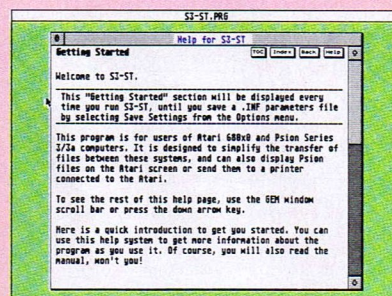 S3-ST.PRG
Help for S3-ST
Getting Started
TOC Index Back Help
Welcome to S3-ST.
This "Getting Started" section will be displayed every
time you run S3-ST, until you save a .INF parameters file
by selecting Save Settings from the Options menu.
This program is for users of Atari 680x0 and Psion Series
3/3a computers. It is designed to simplify the transfer of
files between these systems, and can also display Psion
files on the Atari screen or send them to a printer
connected to the Atari.
To see the rest of this help page, use the GEM window
scroll bar or press the down arrow key.
Here is a quick introduction to get you started. You can
use this help system to get more information about the
program as you use it. Of course, you will also read the
manual, won't you!